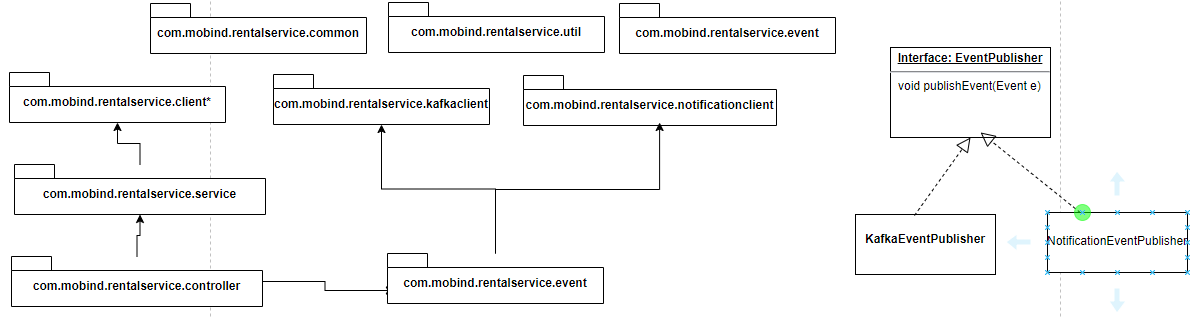 com.mobind.rentalservice.common
com.mobind.rentalservice.util
com.mobind.rentalservice.event
Interface: EventPublisher
void publishEvent(Event e)
com.mobind.rentalservice.client*
com.mobind.rentalservice.kafkaclient
com.mobind.rentalservice.notificationclient
com.mobind.rentalservice.service
KafkaEventPublisher
NotificationEventPublisher
com.mobind.rentalservice.controller
com.mobind.rentalservice.event